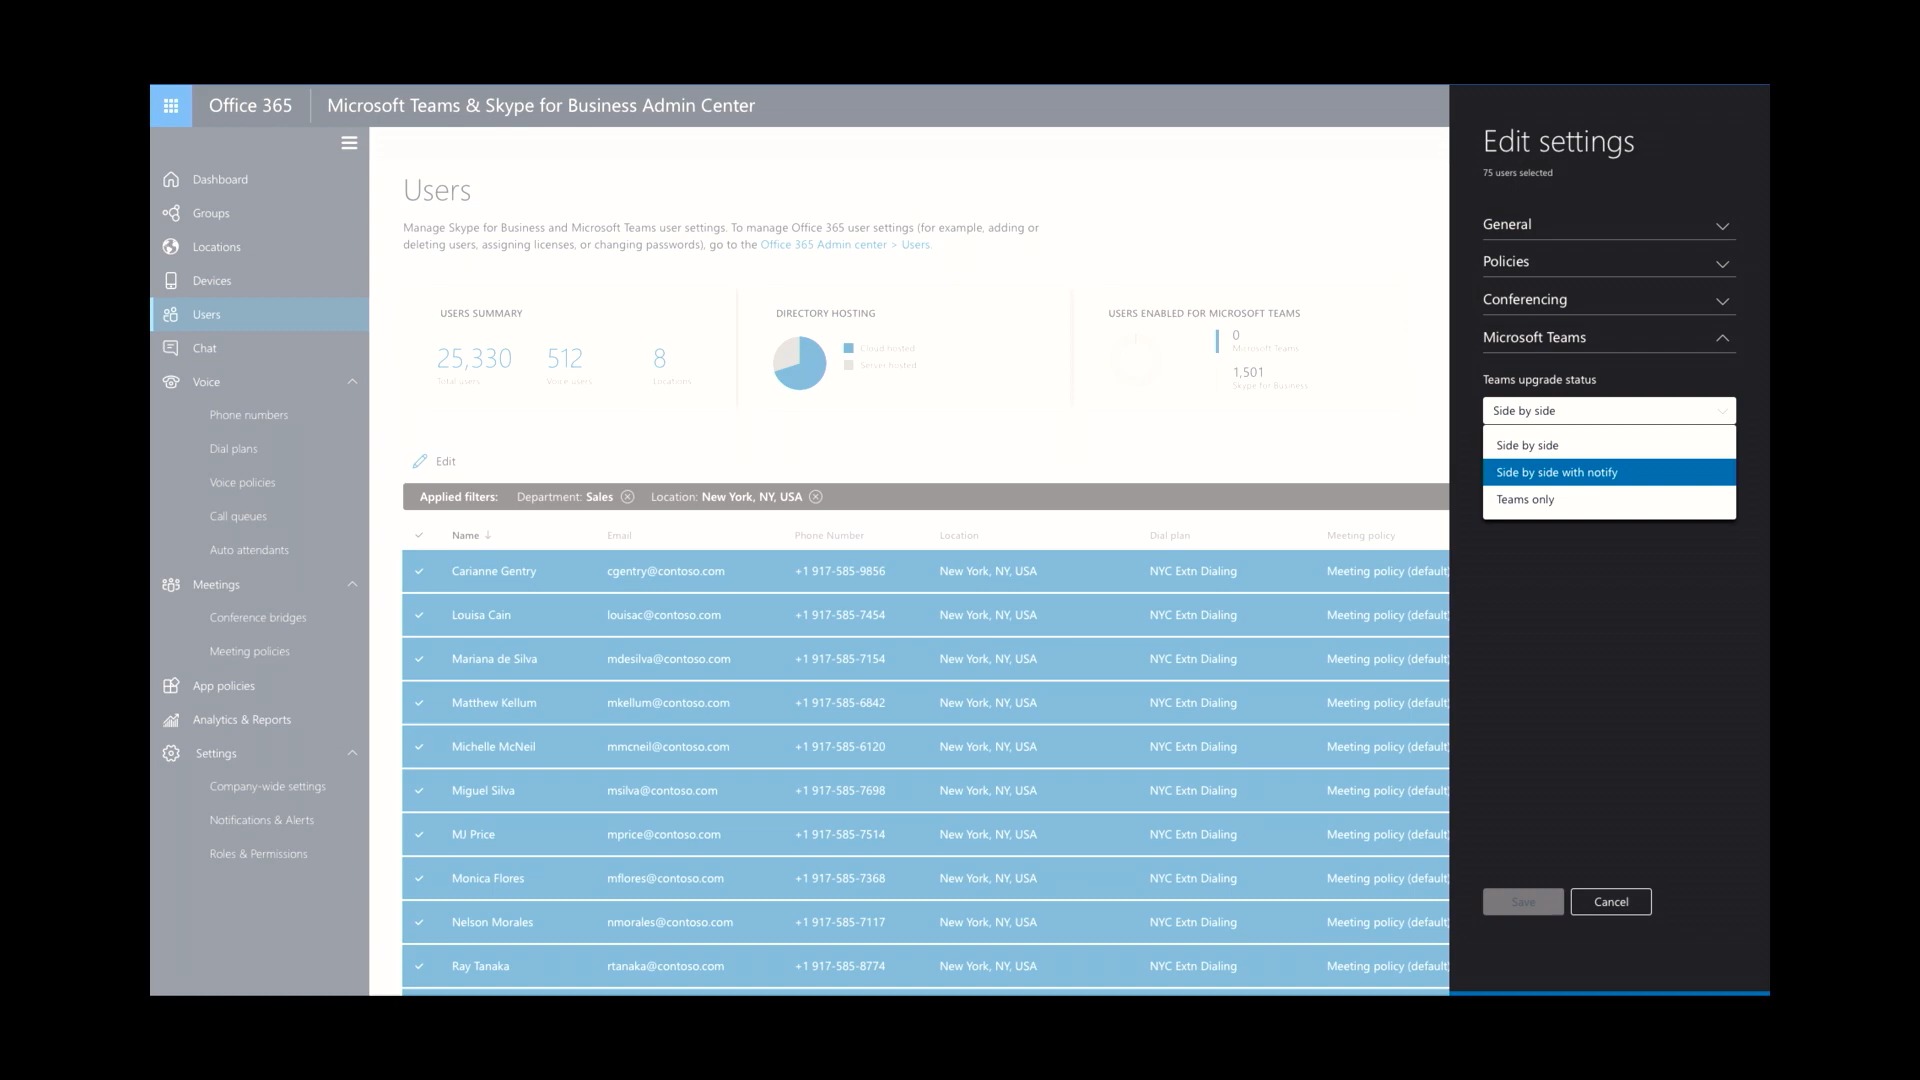 Office 365
Microsoft Teams & Skype for Business Admin Center
Dashboard
Groups
Locations
Devices
Users
Chat
Voice
Phone numbers
Dial plans
Voice policies
Call queues
Auto attendants
Meetings
Conference bridges
Meeting policies
App policies
Analytics & Reports
Settings
Company-wide settings
Notifications & Alerts
Roles & Permissions
Users
Manage Skype for Business and Microsoft Teams user settings. To manage Office 365 user settings (for example, adding or
deleting users, assigning licenses, or changing passwords), go to the Office 365 Admin center > Users.
USERS SUMMARY
25,330 512 8
Total users Voice users Locations
DIRECTORY HOSTING
Cloud hosted
Server hosted
USERS ENABLED FOR MICROSOFT TEAMS
0
Microsoft Teams
1,501
Skype for Business
Edit
Applied filters: Department: Sales Location: New York, NY, USA
Name Email Phone Number Location Dial plan Meeting policy
Carianne Gentry cgentry@contoso.com +1 917-585-9856 New York, NY, USA NYC Extn Dialing Meeting policy (default)
Louisa Cain louisac@contoso.com +1 917-585-7454 New York, NY, USA NYC Extn Dialing Meeting policy (default)
Mariana de Silva mdesilva@contoso.com +1 917-585-7154 New York, NY, USA NYC Extn Dialing Meeting policy (default)
Matthew Kellum mkellum@contoso.com +1 917-585-6842 New York, NY, USA NYC Extn Dialing Meeting policy (default)
Michelle McNeil mmcneil@contoso.com +1 917-585-6120 New York, NY, USA NYC Extn Dialing Meeting policy (default)
Miguel Silva msilva@contoso.com +1 917-585-7698 New York, NY, USA NYC Extn Dialing Meeting policy (default)
MJ Price mprice@contoso.com +1 917-585-7514 New York, NY, USA NYC Extn Dialing Meeting policy (default)
Monica Flores mflores@contoso.com +1 917-585-7368 New York, NY, USA NYC Extn Dialing Meeting policy (default)
Nelson Morales nmorales@contoso.com +1 917-585-7117 New York, NY, USA NYC Extn Dialing Meeting policy (default)
Ray Tanaka rtanaka@contoso.com +1 917-585-8774 New York, NY, USA NYC Extn Dialing Meeting policy (default)
Edit settings
75 users selected
General
Policies
Conferencing
Microsoft Teams
Teams upgrade status
Side by side
Side by side
Side by side with notify
Teams only
Save Cancel